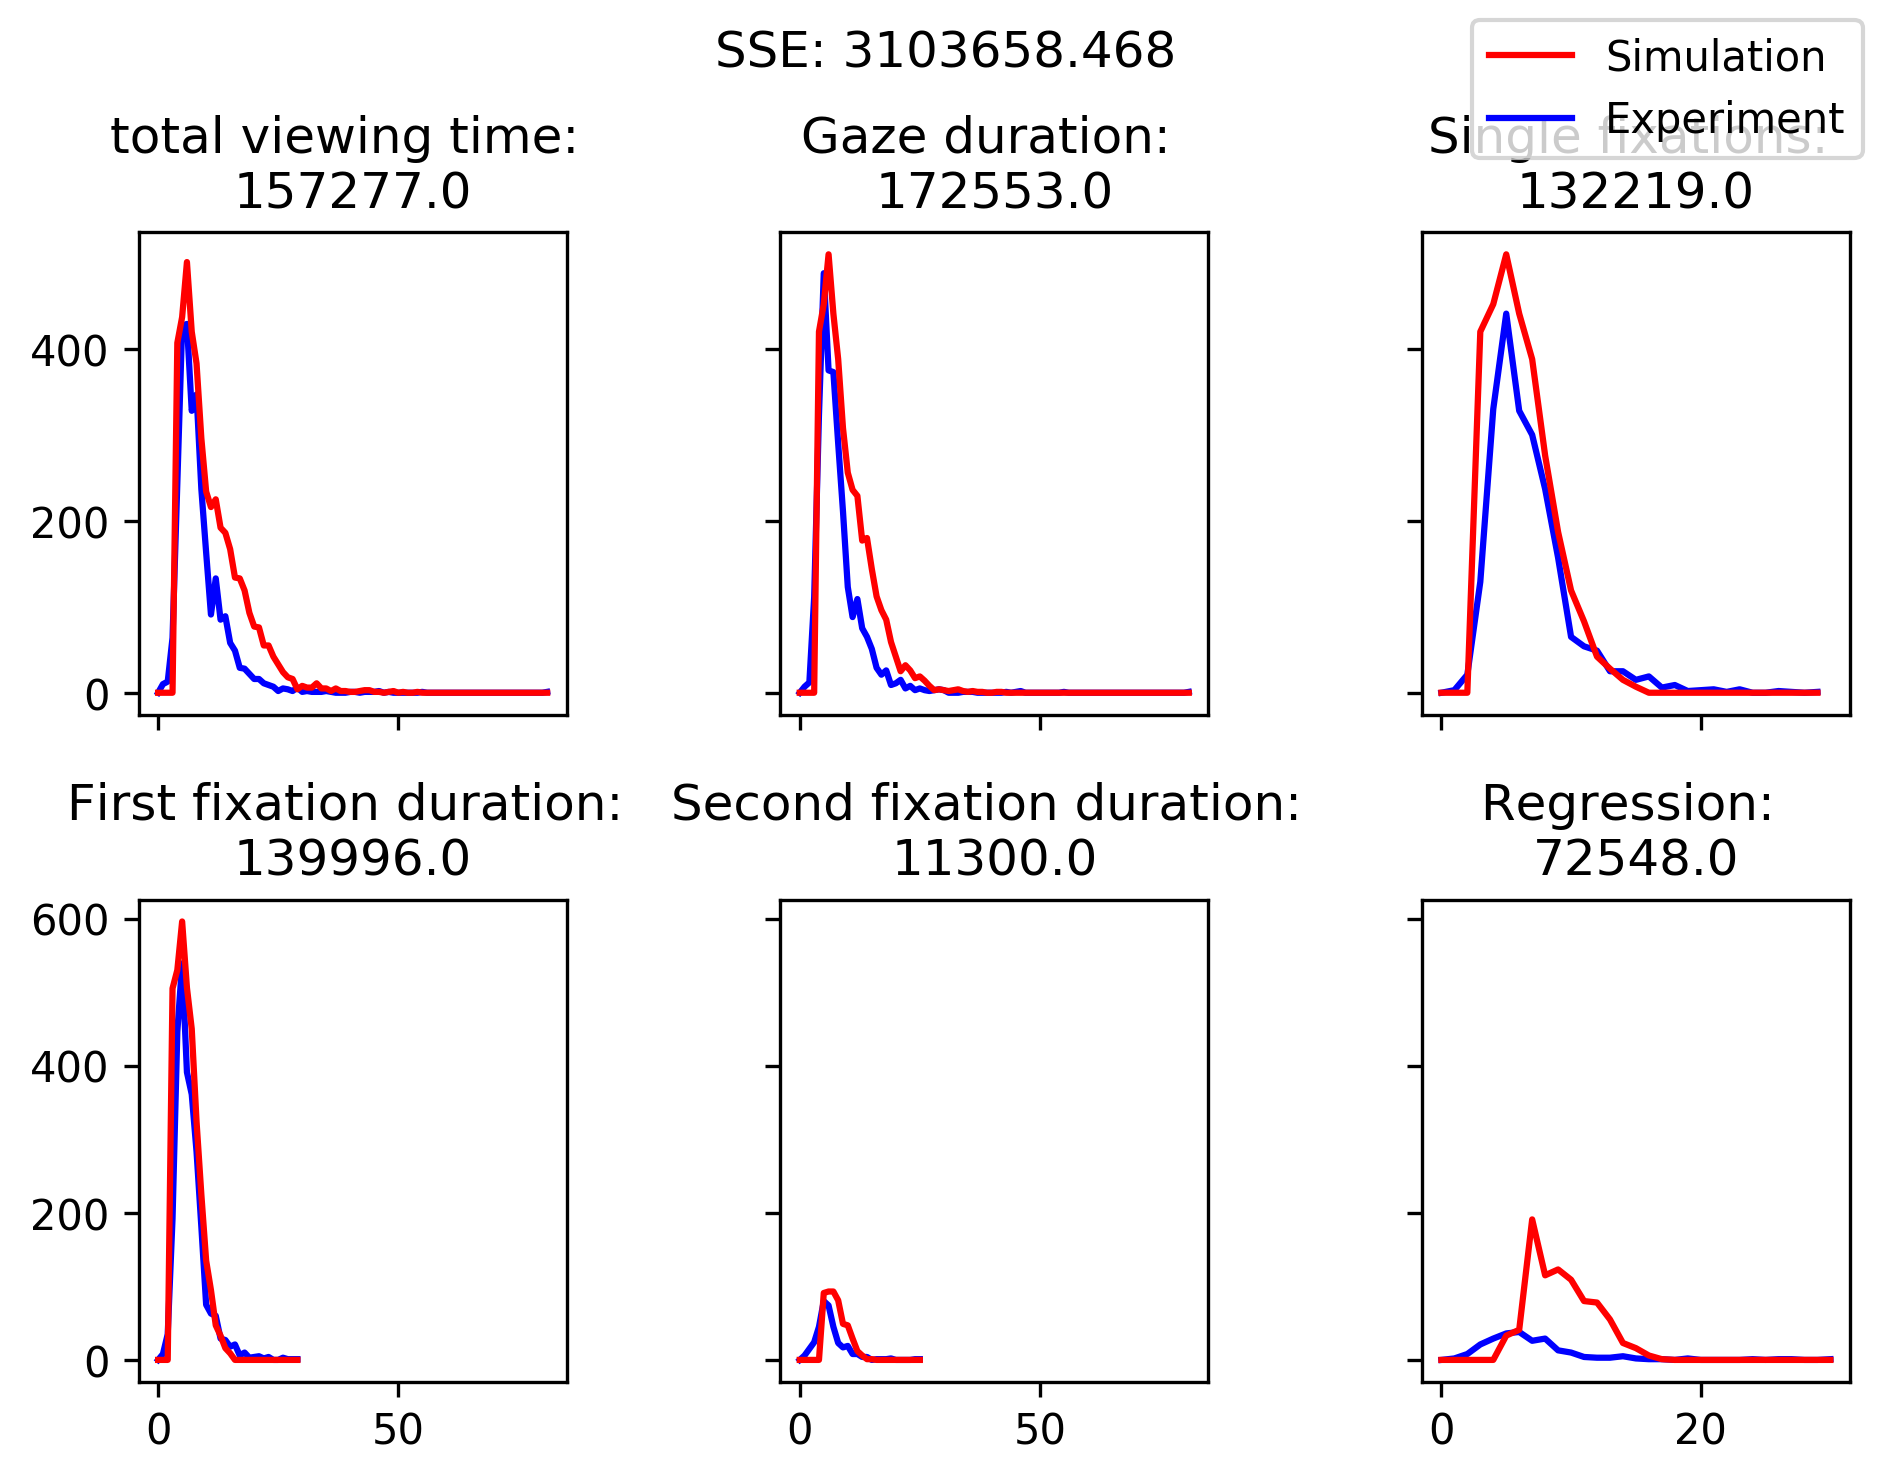 SSE: 3103658.468
Simulation
Experiment
total viewing time:
157277.0
Gaze duration:
172553.0
Single fixations:
132219.0
400
200
0
First fixation duration:
139996.0
Second fixation duration:
11300.0
Regression:
72548.0
600
400
200
0
0 50
0 50
0 20